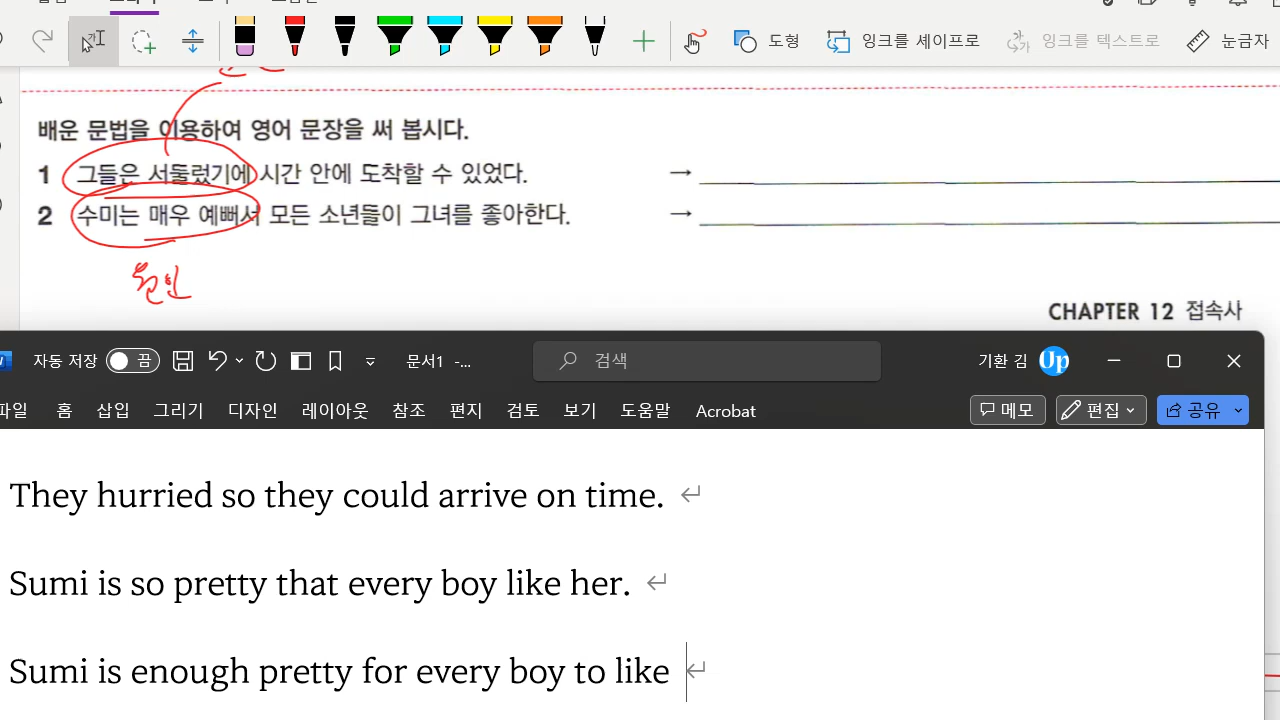 도형 잉크를 셰이프로 잉크를 텍스트로 눈금자
배운 문법을 이용하여 영어 문장을 써 봅시다.
1 그들은 서둘렀기에 시간 안에 도착할 수 있었다. →
2 수미는 매우 예뻐서 모든 소년들이 그녀를 좋아한다. →
원인
CHAPTER 12 접속사
자동 저장 끔 문서1 -... 검색 기환 김 Up
파일 홈 삽입 그리기 디자인 레이아웃 참조 편지 검토 보기 도움말 Acrobat 메모 편집 공유
They hurried so they could arrive on time.
Sumi is so pretty that every boy like her.
Sumi is enough pretty for every boy to like